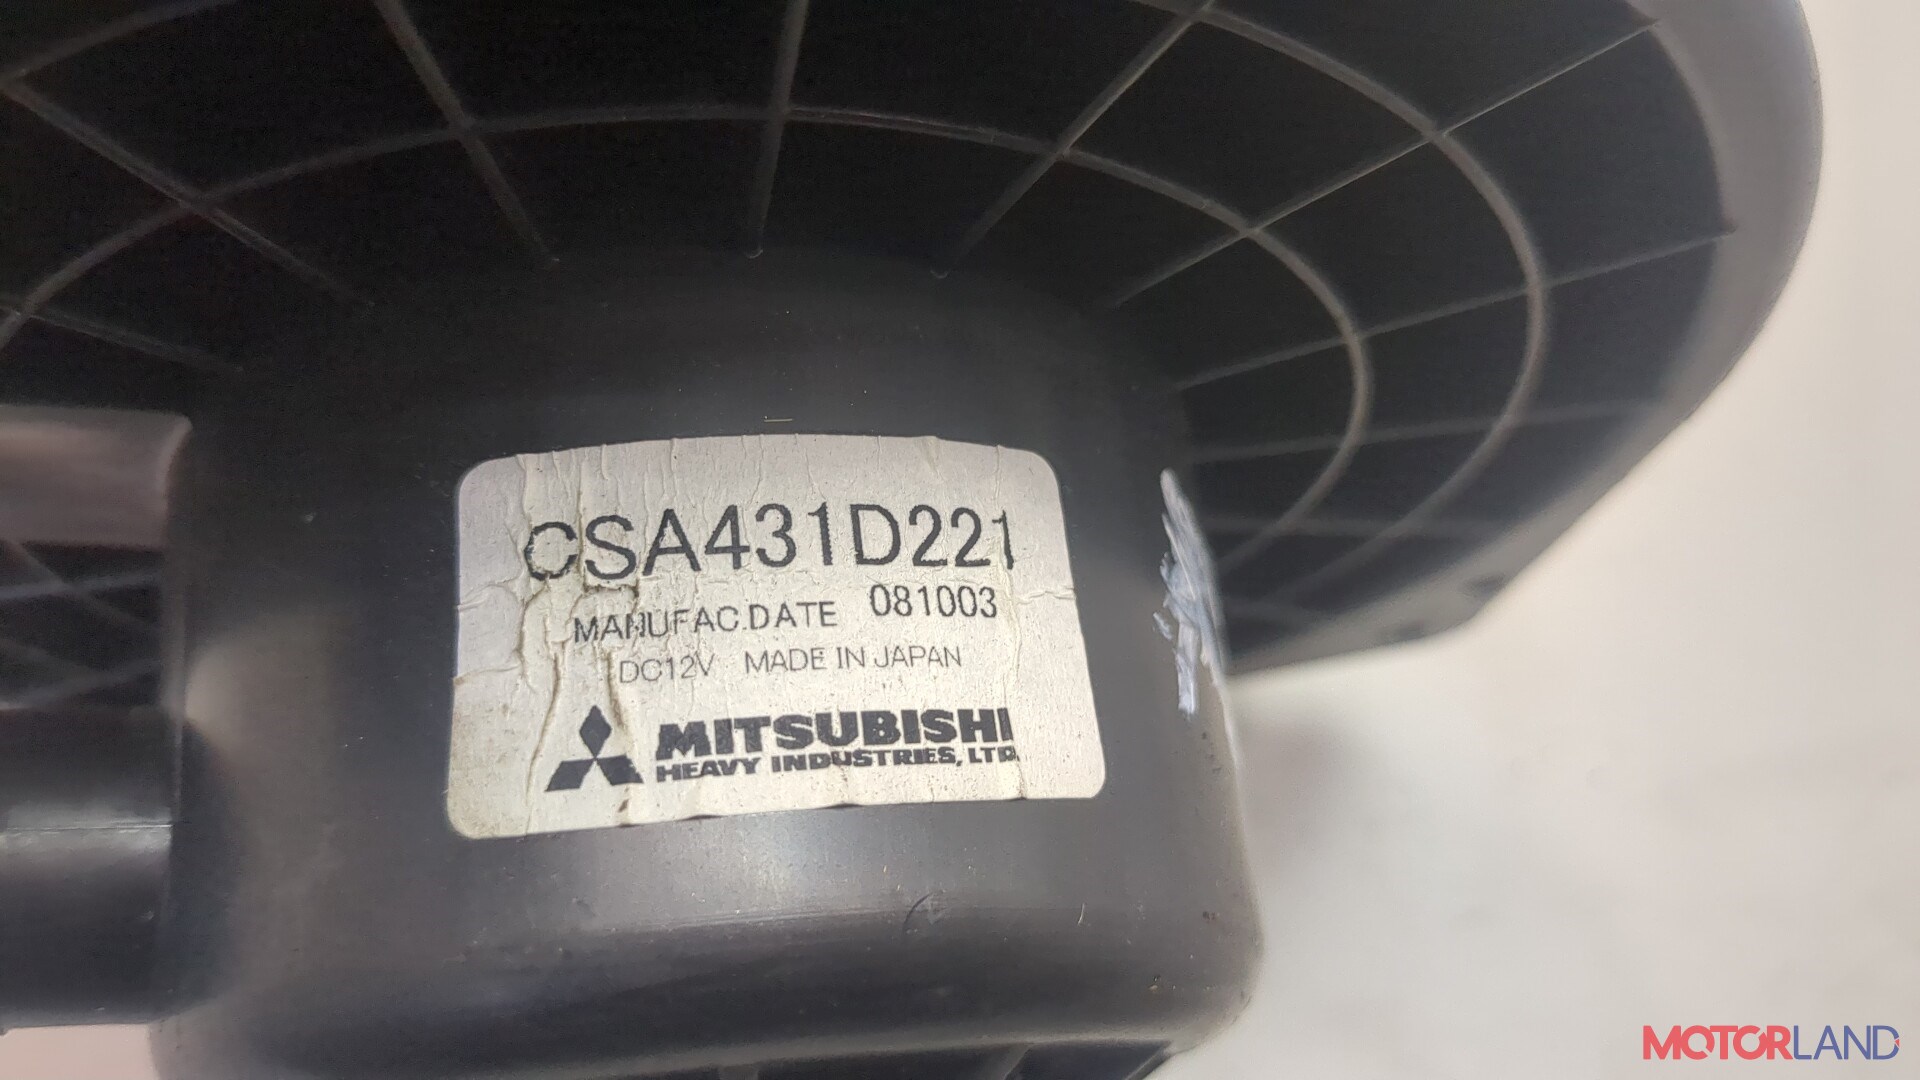 CSA431D221
MANUFAC.DATE 081003
DC12V MADE IN JAPAN
MITSUBISHI
HEAVY INDUSTRIES, LTD.
MOTORLAND